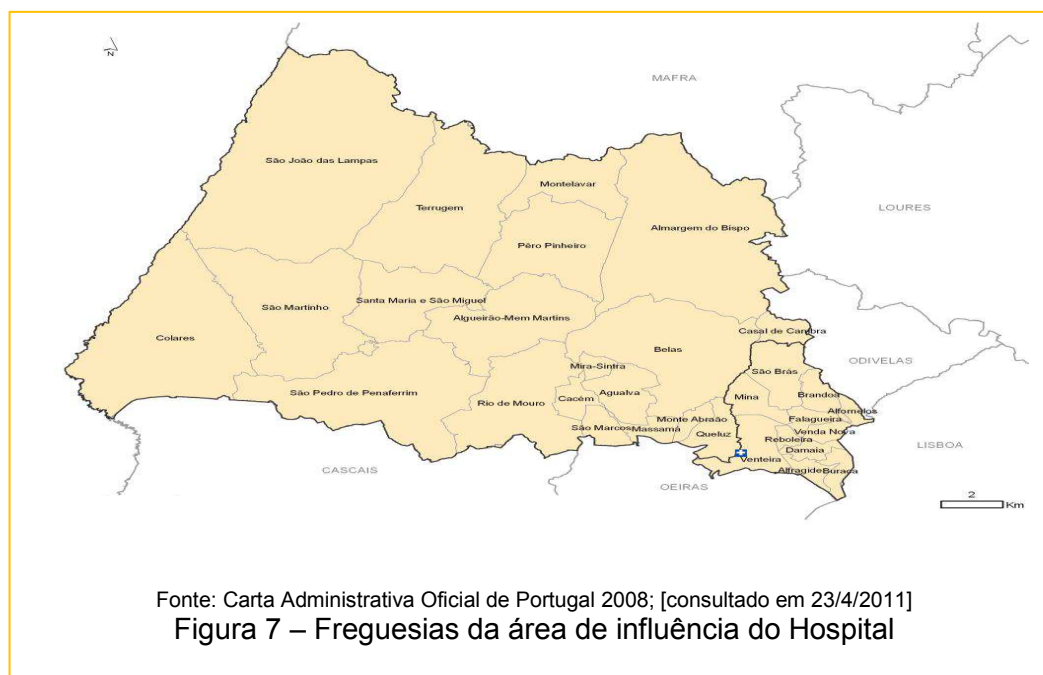 N
MAFRA
São João das Lampas
Montelavar
Terrugem
LOURES
Almargem do Bispo
Pêro Pinheiro
Santa Maria e São Miguel
São Martinho
Algueirão-Mem Martins
Casal de Cambra
Colares
Belas
ODIVELAS
Mira-Sintra
São Brás
São Pedro de Penaferrim
Agualva
Brandoa
Rio de Mouro
Cacém
Mina
Alfornelos
Monte Abraão
Falagueira
São Marcos
Massamá
Venda Nova
Queluz
Reboleira
LISBOA
Damaia
Venteira
CASCAIS
Alfragide
Buraca
OEIRAS
2
Km
Fonte: Carta Administrativa Oficial de Portugal 2008; [consultado em 23/4/2011]
Figura 7 – Freguesias da área de influência do Hospital